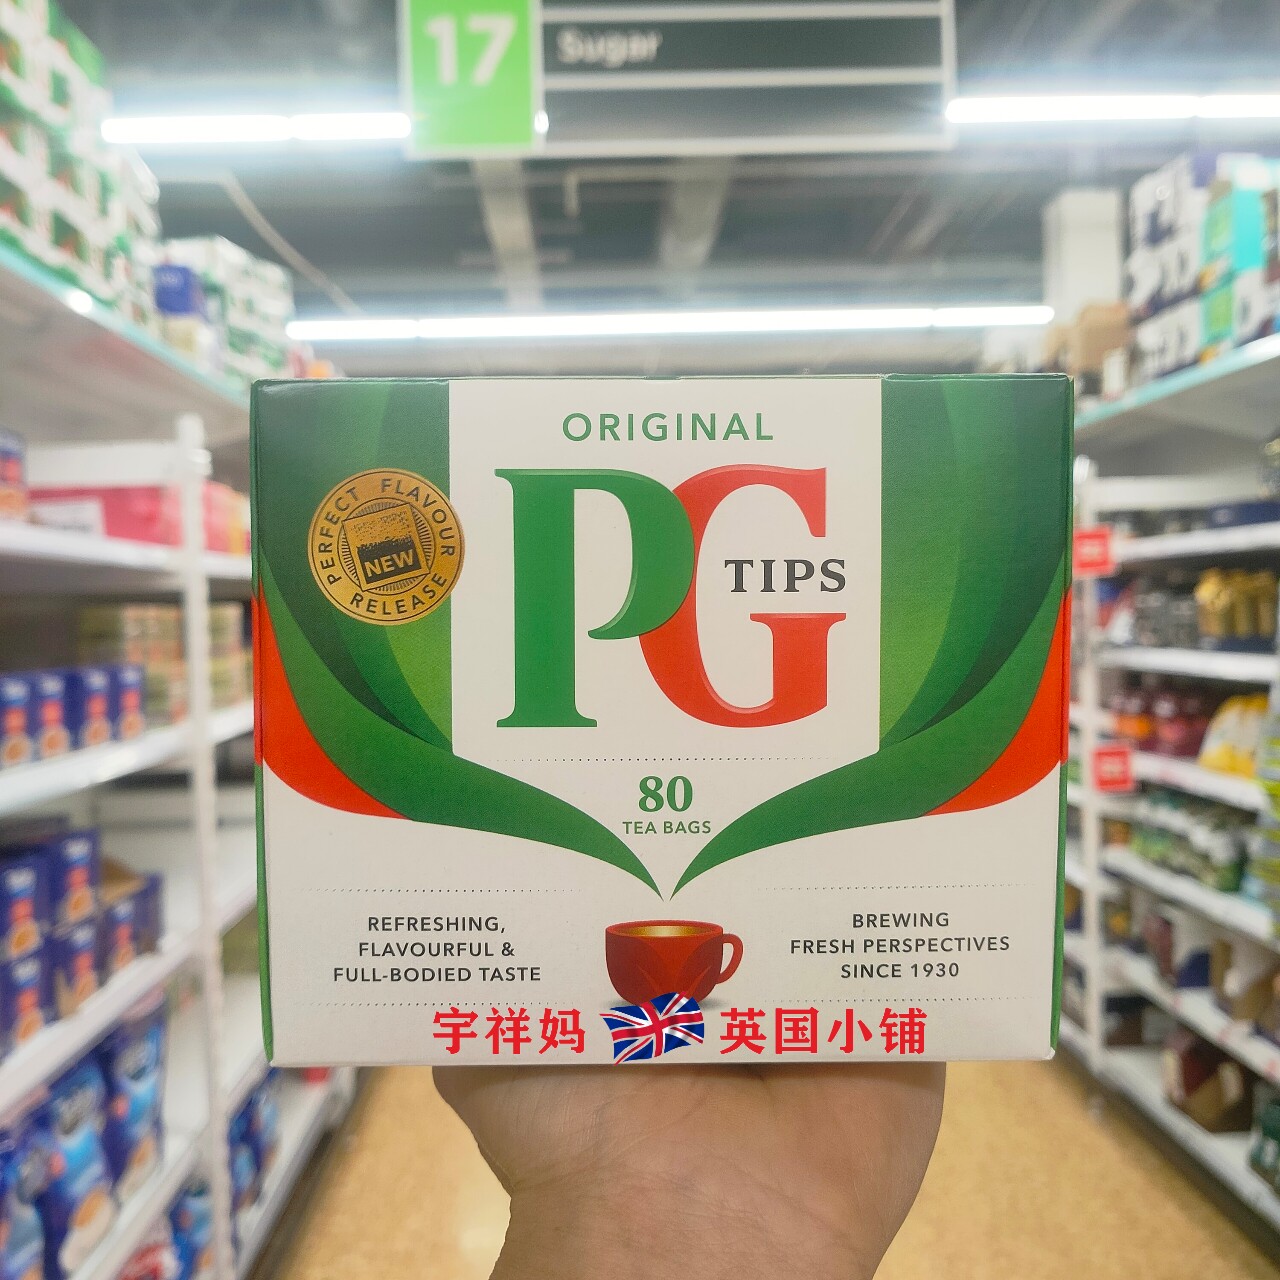 17
Sugar
ORIGINAL
PG
TIPS
PERFECT FLAVOUR
NEW
RELEASE
80
TEA BAGS
REFRESHING,
FLAVOURFUL &
FULL-BODIED TASTE
BREWING
FRESH PERSPECTIVES
SINCE 1930
宇祥妈 英国小铺